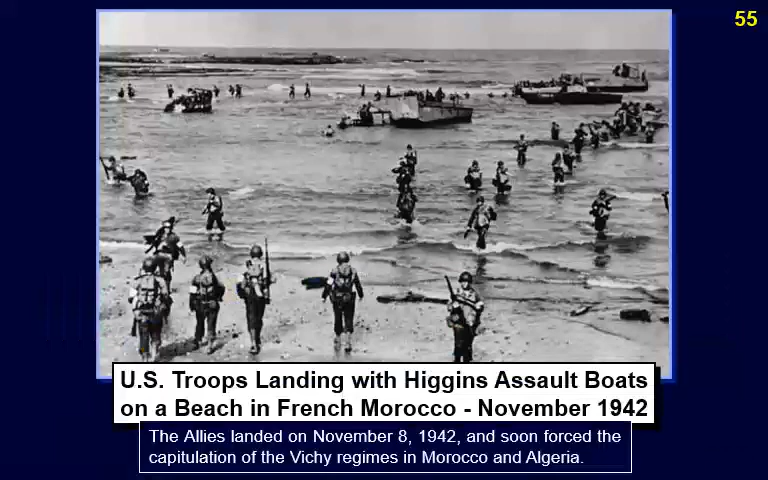 55
U.S. Troops Landing with Higgins Assault Boats
on a Beach in French Morocco - November 1942
The Allies landed on November 8, 1942, and soon forced the
capitulation of the Vichy regimes in Morocco and Algeria.